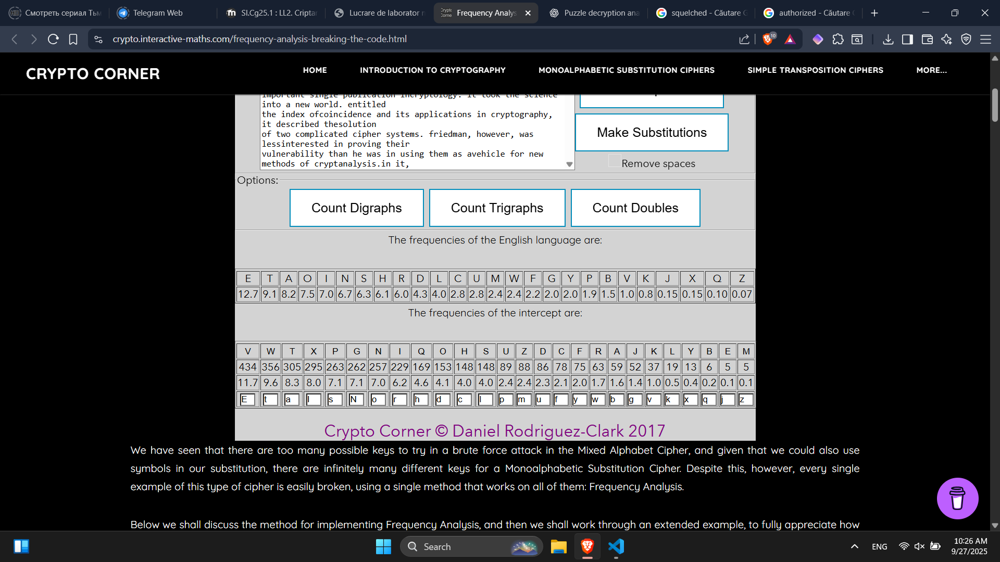 Смотреть сериал Тьм
Telegram Web
SI.Cg25.1 : LL2. Criptar
Lucrare de laborator n
Frequency Analys
Puzzle decryption ana
squelched - Căutare G
authorized - Căutare G
crypto.interactive-maths.com/frequency-analysis-breaking-the-code.html
10
CRYPTO CORNER
HOME
INTRODUCTION TO CRYPTOGRAPHY
MONOALPHABETIC SUBSTITUTION CIPHERS
SIMPLE TRANSPOSITION CIPHERS
MORE...
important single publication incryptology. it took the science
into a new world. entitled
the index ofcoincidence and its applications in cryptography,
it described thesolution
of two complicated cipher systems. friedman, however, was
lessinterested in proving their
vulnerability than he was in using them as avehicle for new
methods of cryptanalysis.in it,
Make Substitutions
Remove spaces
Options:
Count Digraphs
Count Trigraphs
Count Doubles
The frequencies of the English language are:
E T A O I N S H R D L C U M W F G Y P B V K J X Q Z
12.7 9.1 8.2 7.5 7.0 6.7 6.3 6.1 6.0 4.3 4.0 2.8 2.8 2.4 2.4 2.2 2.0 2.0 1.9 1.5 1.0 0.8 0.15 0.15 0.10 0.07
The frequencies of the intercept are:
V W T X P G N I Q O H S U Z D C F R A J K L Y B E M
434 356 305 295 263 262 257 229 169 153 148 148 89 88 86 78 75 63 59 52 37 19 13 6 5 5
11.7 9.6 8.3 8.0 7.1 7.1 7.0 6.2 4.6 4.1 4.0 4.0 2.4 2.4 2.3 2.1 2.0 1.7 1.6 1.4 1.0 0.5 0.4 0.2 0.1 0.1
E t a I s N o r h d c l p m u f y w b g v k x q j z
Crypto Corner © Daniel Rodriguez-Clark 2017
We have seen that there are too many possible keys to try in a brute force attack in the Mixed Alphabet Cipher, and given that we could also use
symbols in our substitution, there are infinitely many different keys for a Monoalphabetic Substitution Cipher. Despite this, however, every single
example of this type of cipher is easily broken, using a single method that works on all of them: Frequency Analysis.
Below we shall discuss the method for implementing Frequency Analysis, and then we shall work through an extended example, to fully appreciate how
Search
ENG
10:26 AM
9/27/2025